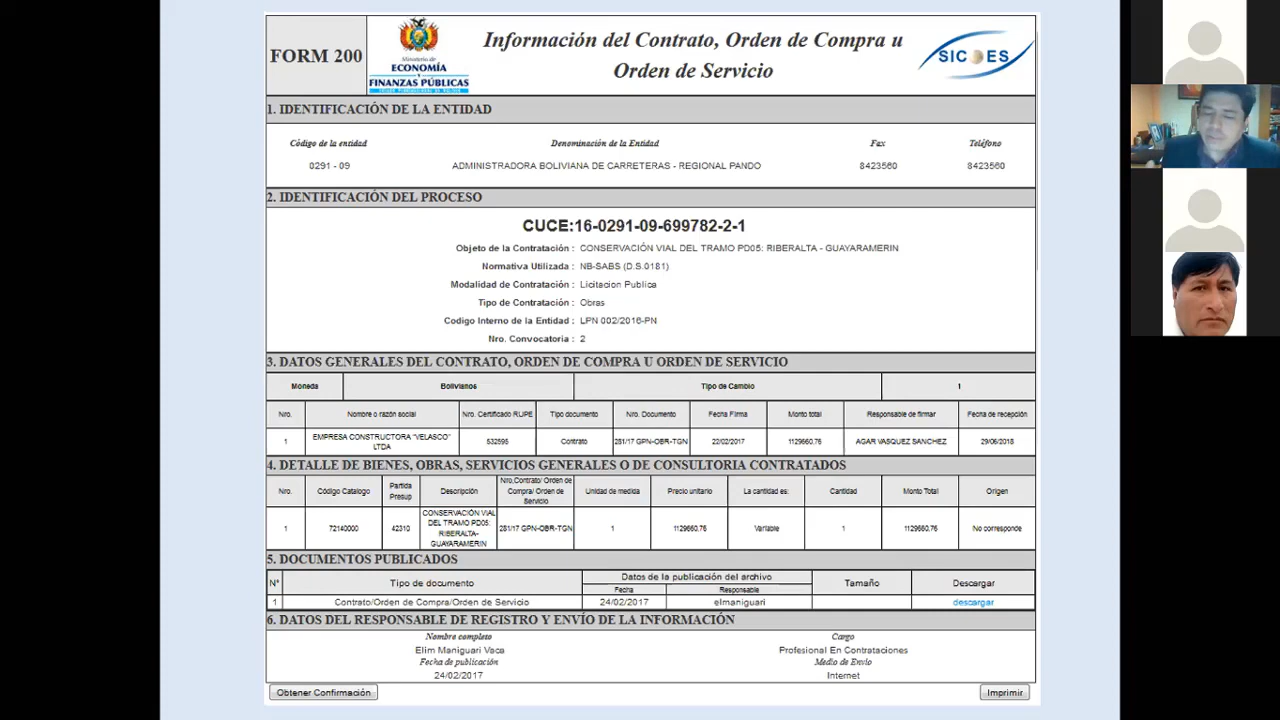 FORM 200
Ministerio de
ECONOMÍA
Y
FINANZAS PÚBLICAS
Información del Contrato, Orden de Compra u
Orden de Servicio
SICOES
1. IDENTIFICACIÓN DE LA ENTIDAD
Código de la entidad Denominación de la Entidad Fax Teléfono
0291 - 09 ADMINISTRADORA BOLIVIANA DE CARRETERAS - REGIONAL PANDO 8423560 8423560
2. IDENTIFICACIÓN DEL PROCESO
CUCE:16-0291-09-699782-2-1
Objeto de la Contratación : CONSERVACIÓN VIAL DEL TRAMO PD05: RIBERALTA - GUAYARAMERIN
Normativa Utilizada : NB-SABS (D.S.0181)
Modalidad de Contratación : Licitacion Publica
Tipo de Contratación : Obras
Codigo Interno de la Entidad : LPN 002/2016-PN
Nro. Convocatoria : 2
3. DATOS GENERALES DEL CONTRATO, ORDEN DE COMPRA U ORDEN DE SERVICIO
Moneda Bolivianos Tipo de Cambio 1
Nro. Nombre o razón social Nro. Certificado RUPE Tipo documento Nro. Documento Fecha Firma Monto total Responsable de firmar Fecha de recepción
1 EMPRESA CONSTRUCTORA "VELASCO" LTDA 532595 Contrato 281/17 GPN-OBR-TGN 22/02/2017 1129660.76 AGAR VASQUEZ SANCHEZ 29/06/2018
4. DETALLE DE BIENES, OBRAS, SERVICIOS GENERALES O DE CONSULTORIA CONTRATADOS
Nro. Código Catalogo Partida Presup Descripción Nro,Contrato/ Orden de Compra/ Orden de Servicio Unidad de medida Precio unitario La cantidad es: Cantidad Monto Total Origen
1 72140000 42310 CONSERVACIÓN VIAL DEL TRAMO PD05: RIBERALTA- GUAYARAMERIN 281/17 GPN-OBR-TGN 1 1129660.76 Variable 1 1129660.76 No corresponde
5. DOCUMENTOS PUBLICADOS
N° Tipo de documento Datos de la publicación del archivo Tamaño Descargar
Fecha Responsable
1 Contrato/Orden de Compra/Orden de Servicio 24/02/2017 elmaniguari descargar
6. DATOS DEL RESPONSABLE DE REGISTRO Y ENVÍO DE LA INFORMACIÓN
Nombre completo Cargo
Elim Maniguari Vaca Profesional En Contrataciones
Fecha de publicación Medio de Envío
24/02/2017 Internet
Obtener Confirmación Imprimir